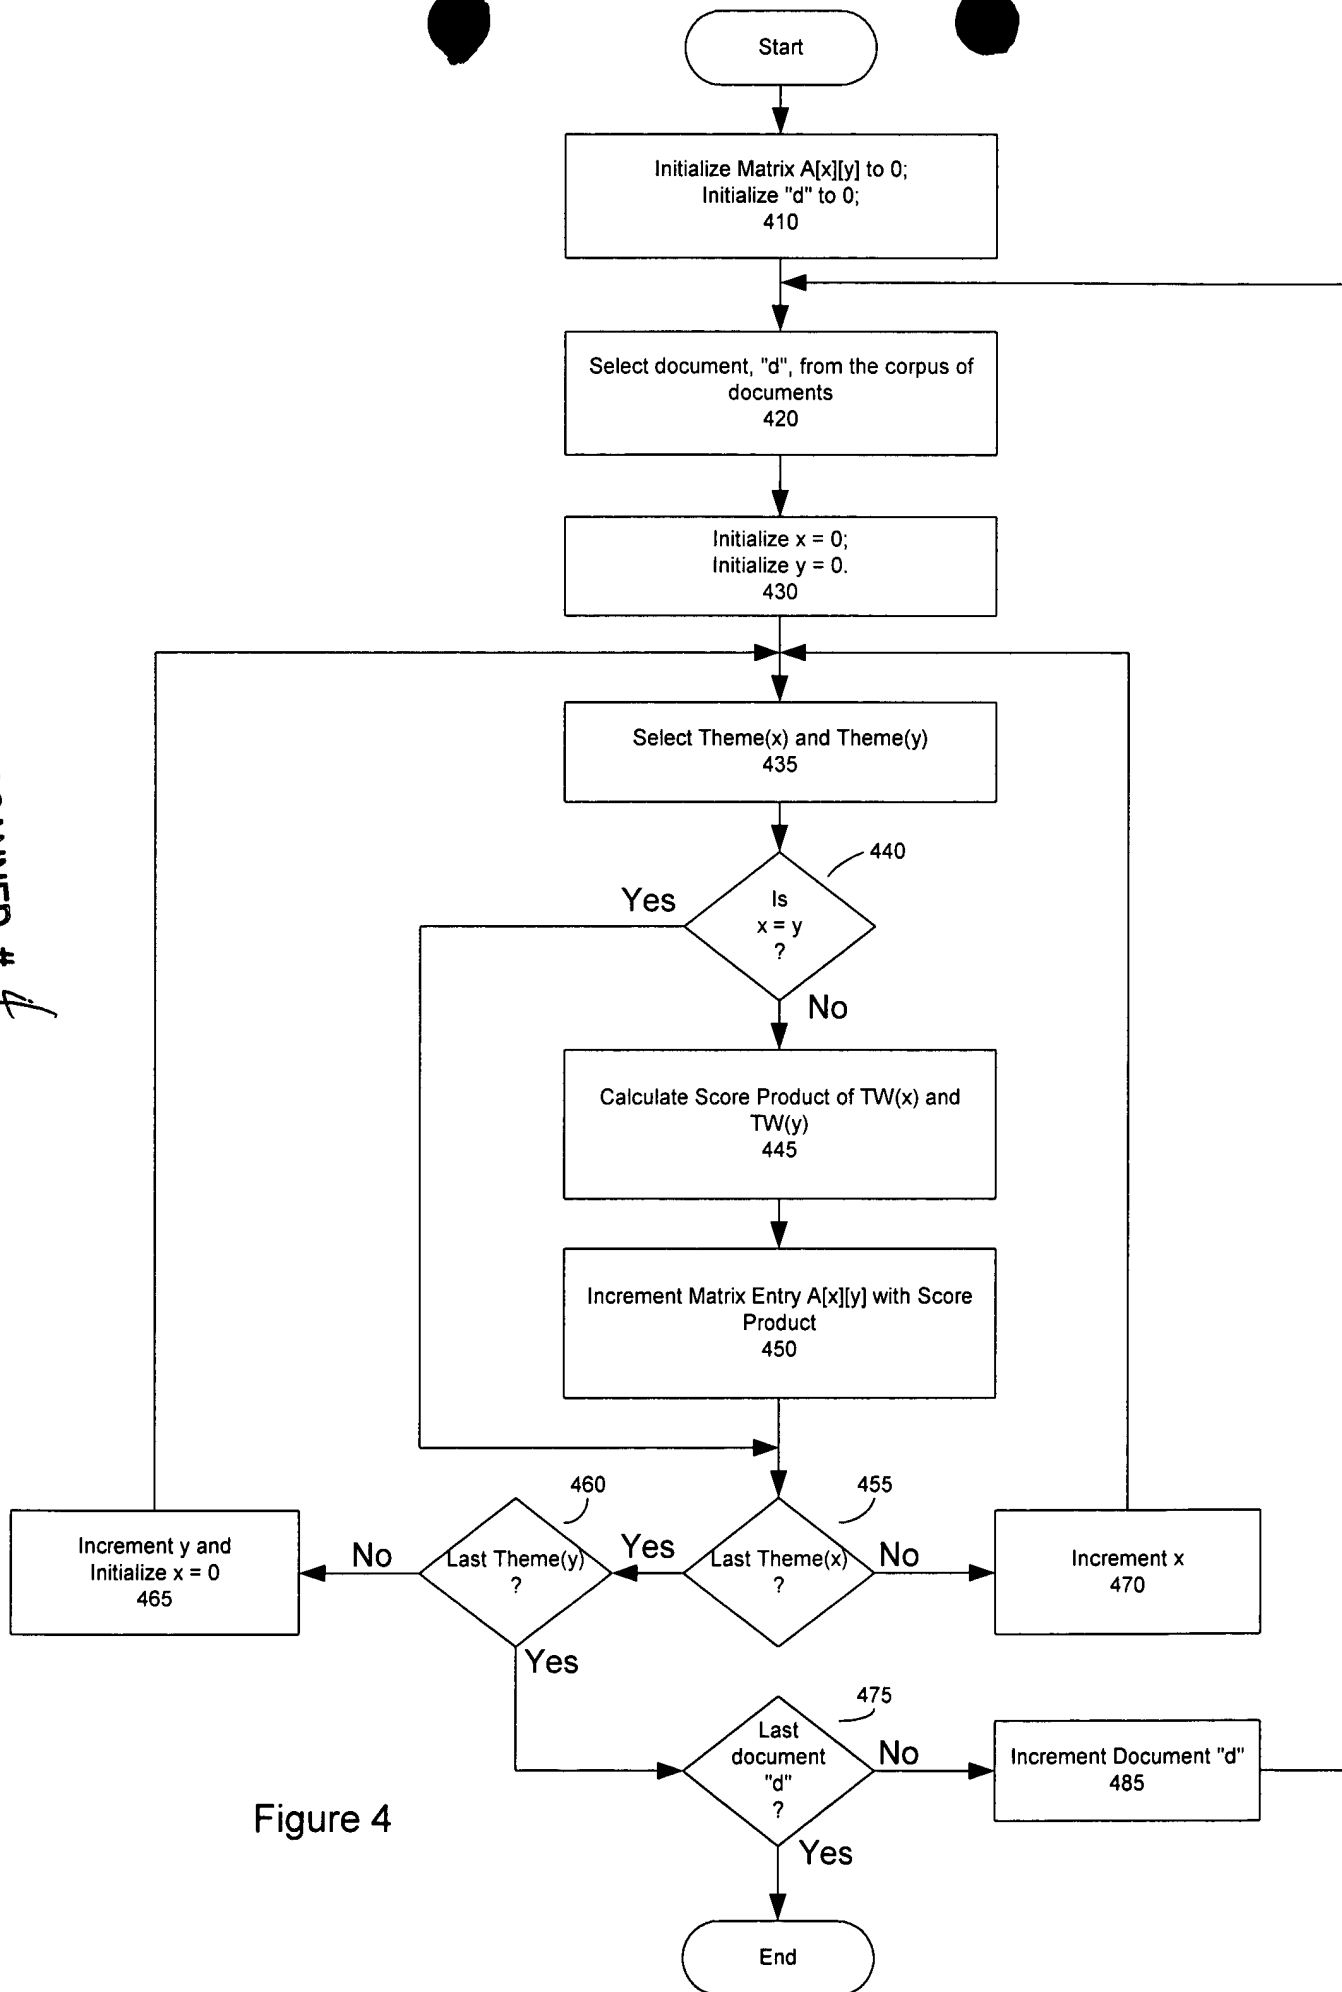 Start
Initialize Matrix A[x][y] to 0;
Initialize "d" to 0;
410
Select document, "d", from the corpus of
documents
420
Initialize x = 0;
Initialize y = 0.
430
Select Theme(x) and Theme(y)
435
440
Yes
Is
x = y
?
No
Calculate Score Product of TW(x) and
TW(y)
445
Increment Matrix Entry A[x][y] with Score
Product
450
460
455
Increment y and
Initialize x = 0
465
No
Last Theme(y)
?
Yes
Last Theme(x)
?
No
Increment x
470
Yes
475
Last
document
"d"
?
No
Increment Document "d"
485
Figure 4
Yes
End